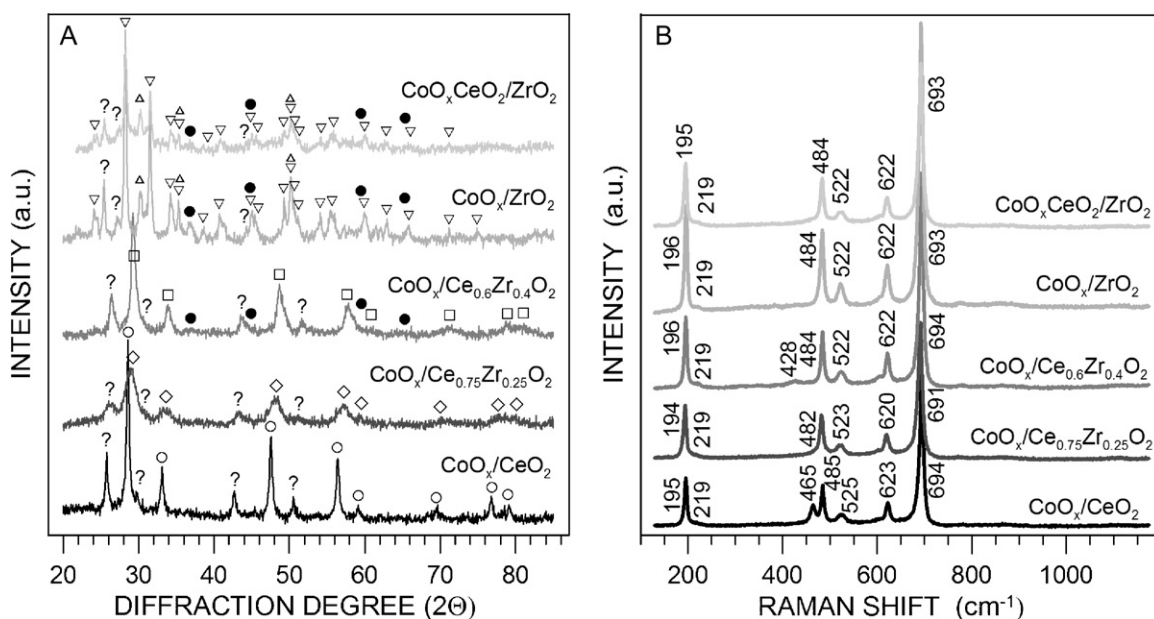 A
INTENSITY (a.u.)
CoOₓCeO₂/ZrO₂
? ? ?
CoOₓ/ZrO₂
? ? ?
CoOₓ/Ce₀.₆Zr₀.₄O₂
? ? ? ?
CoOₓ/Ce₀.₇₅Zr₀.₂₅O₂
? ? ? ?
CoOₓ/CeO₂
? ? ? ?
20 30 40 50 60 70 80
DIFFRACTION DEGREE (2Θ)
B
INTENSITY (a.u.)
195 219 484 522 622 693
CoOₓCeO₂/ZrO₂
196 219 484 522 622 693
CoOₓ/ZrO₂
196 219 428 484 522 622 694
CoOₓ/Ce₀.₆Zr₀.₄O₂
194 219 482 523 620 691
CoOₓ/Ce₀.₇₅Zr₀.₂₅O₂
195 219 465 485 525 623 694
CoOₓ/CeO₂
200 400 600 800 1000
RAMAN SHIFT (cm⁻¹)